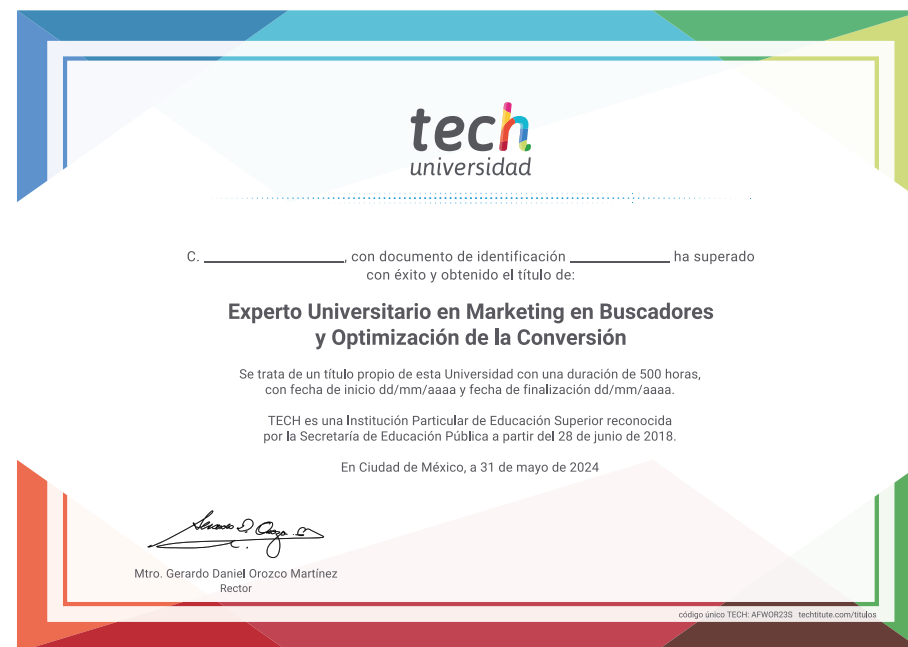 tech
universidad
C. ____________________, con documento de identificación ______________ ha superado
con éxito y obtenido el título de:
Experto Universitario en Marketing en Buscadores
y Optimización de la Conversión
Se trata de un título propio de esta Universidad con una duración de 500 horas,
con fecha de inicio dd/mm/aaaa y fecha de finalización dd/mm/aaaa.
TECH es una Institución Particular de Educación Superior reconocida
por la Secretaría de Educación Pública a partir del 28 de junio de 2018.
En Ciudad de México, a 31 de mayo de 2024
Mtro. Gerardo Daniel Orozco Martínez
Rector
código único TECH: AFWOR23S techtitute.com/titulos